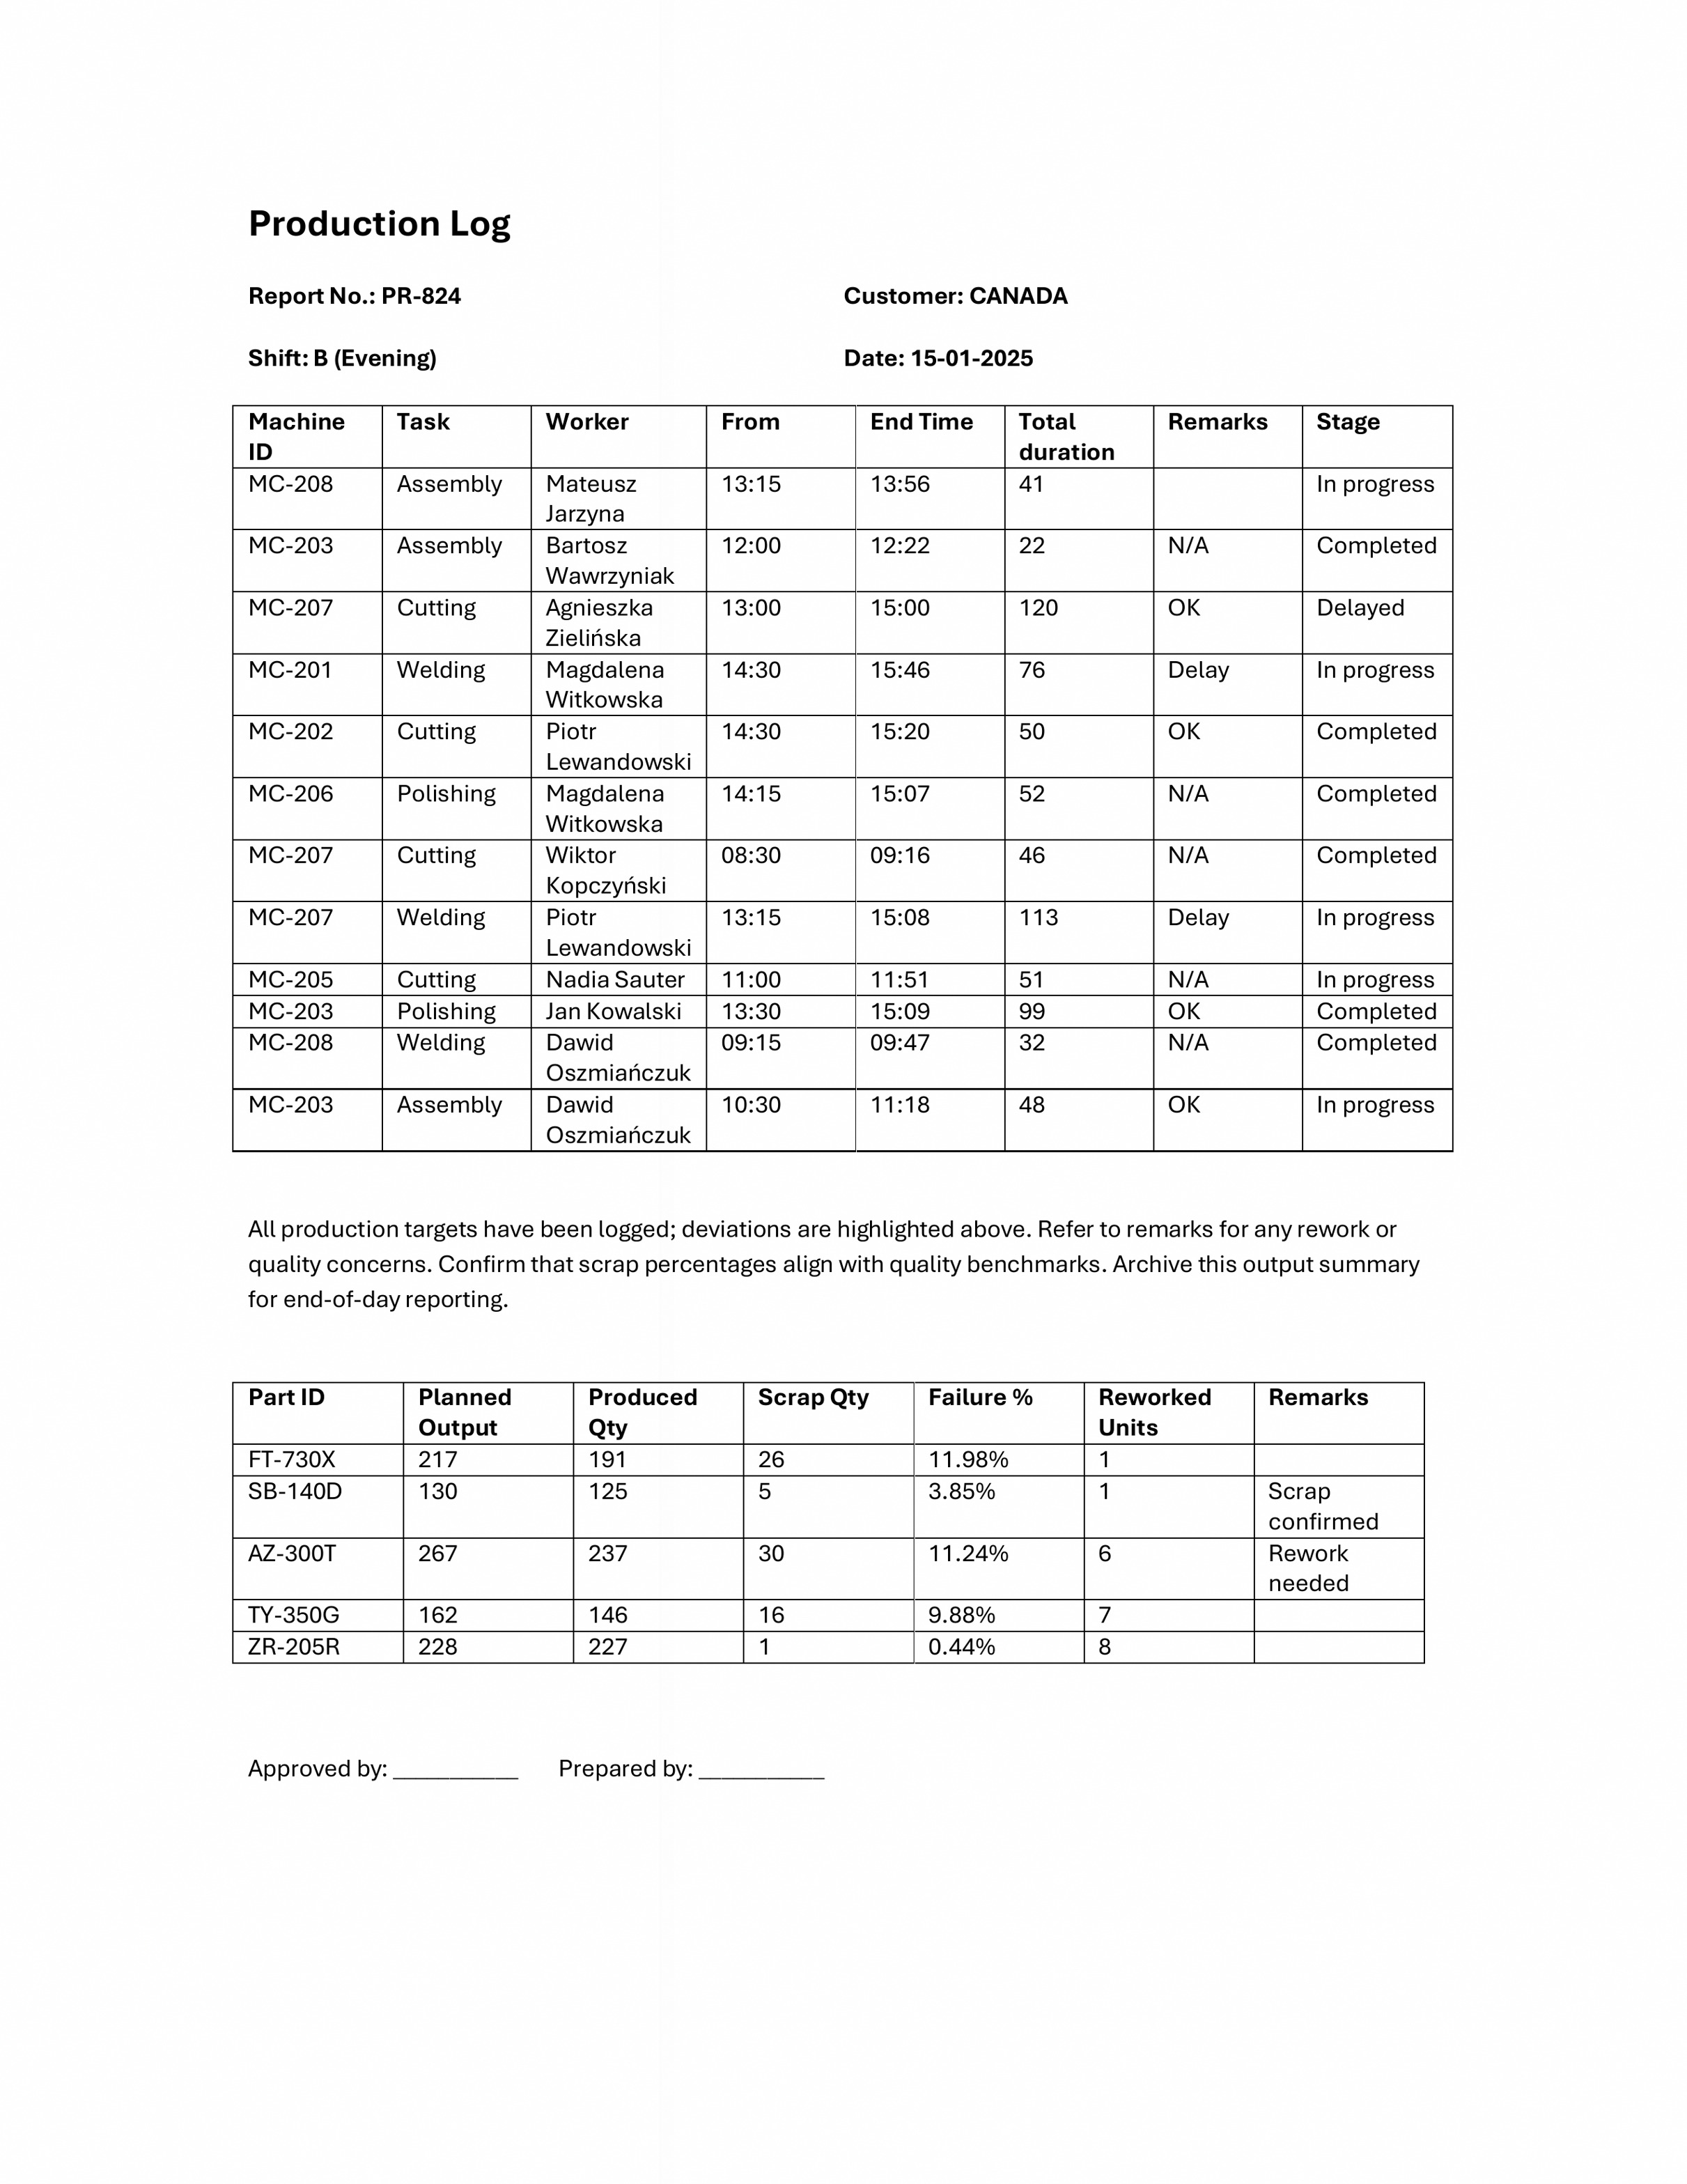 Production Log
Report No.: PR-824 Customer: CANADA
Shift: B (Evening) Date: 15-01-2025
Machine ID Task Worker From End Time Total duration Remarks Stage
MC-208 Assembly Mateusz Jarzyna 13:15 13:56 41 In progress
MC-203 Assembly Bartosz Wawrzyniak 12:00 12:22 22 N/A Completed
MC-207 Cutting Agnieszka Zielińska 13:00 15:00 120 OK Delayed
MC-201 Welding Magdalena Witkowska 14:30 15:46 76 Delay In progress
MC-202 Cutting Piotr Lewandowski 14:30 15:20 50 OK Completed
MC-206 Polishing Magdalena Witkowska 14:15 15:07 52 N/A Completed
MC-207 Cutting Wiktor Kopczyński 08:30 09:16 46 N/A Completed
MC-207 Welding Piotr Lewandowski 13:15 15:08 113 Delay In progress
MC-205 Cutting Nadia Sauter 11:00 11:51 51 N/A In progress
MC-203 Polishing Jan Kowalski 13:30 15:09 99 OK Completed
MC-208 Welding Dawid Oszmiańczuk 09:15 09:47 32 N/A Completed
MC-203 Assembly Dawid Oszmiańczuk 10:30 11:18 48 OK In progress
All production targets have been logged; deviations are highlighted above. Refer to remarks for any rework or
quality concerns. Confirm that scrap percentages align with quality benchmarks. Archive this output summary
for end-of-day reporting.
Part ID Planned Output Produced Qty Scrap Qty Failure % Reworked Units Remarks
FT-730X 217 191 26 11.98% 1
SB-140D 130 125 5 3.85% 1 Scrap confirmed
AZ-300T 267 237 30 11.24% 6 Rework needed
TY-350G 162 146 16 9.88% 7
ZR-205R 228 227 1 0.44% 8
Approved by: __________ Prepared by: __________